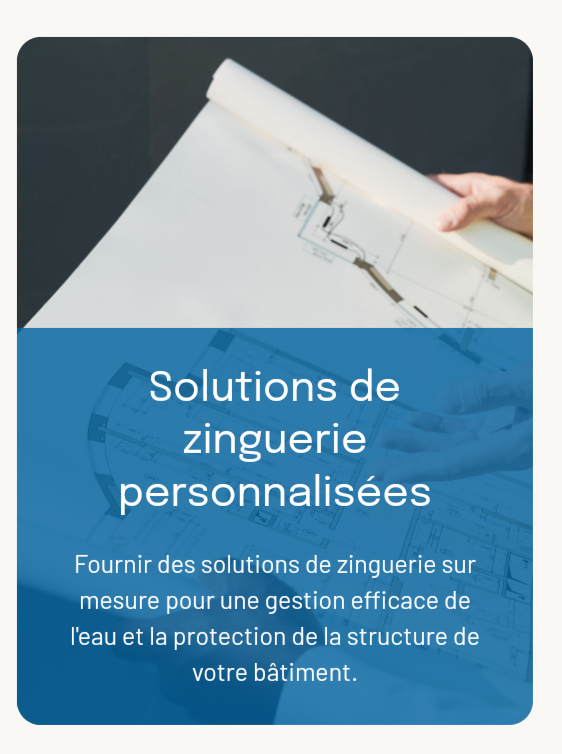 Solutions de
zinguerie
personnalisées
Fournir des solutions de zinguerie sur
mesure pour une gestion efficace de
l'eau et la protection de la structure de
votre bâtiment.